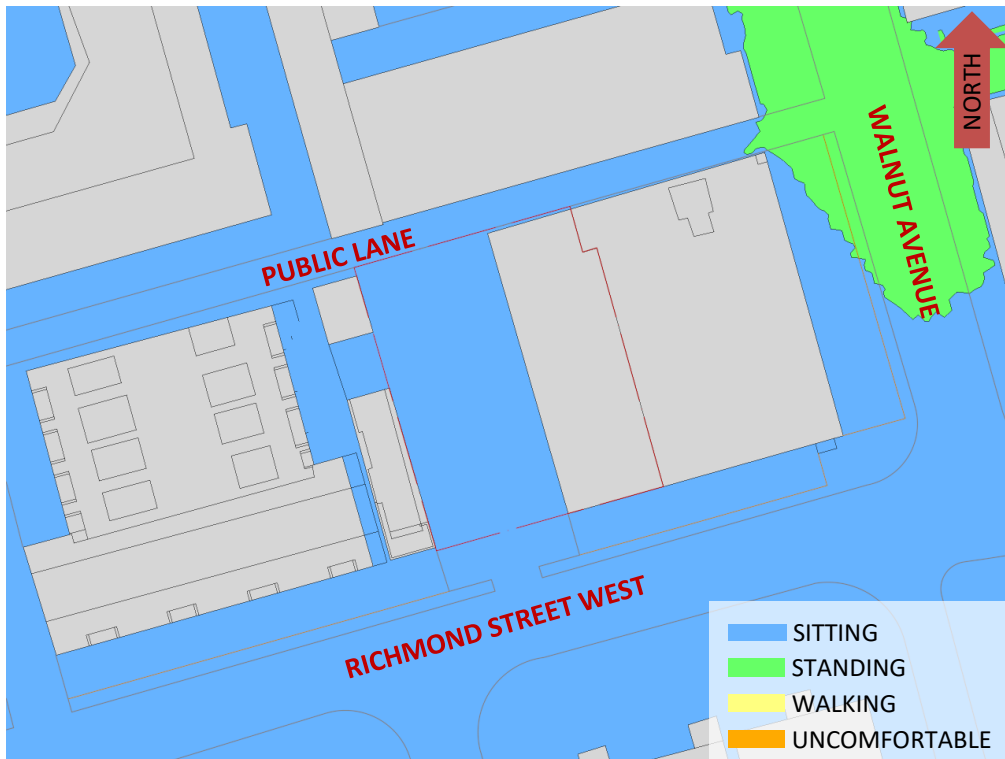 NORTH
WALNUT AVENUE
PUBLIC LANE
RICHMOND STREET WEST
SITTING
STANDING
WALKING
UNCOMFORTABLE